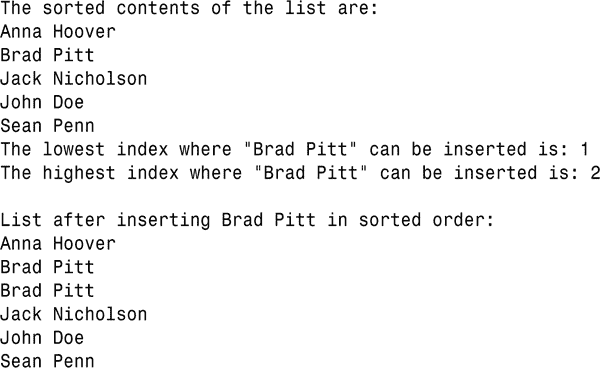 The sorted contents of the list are:
Anna Hoover
Brad Pitt
Jack Nicholson
John Doe
Sean Penn
The lowest index where "Brad Pitt" can be inserted is: 1
The highest index where "Brad Pitt" can be inserted is: 2

List after inserting Brad Pitt in sorted order:
Anna Hoover
Brad Pitt
Brad Pitt
Jack Nicholson
John Doe
Sean Penn